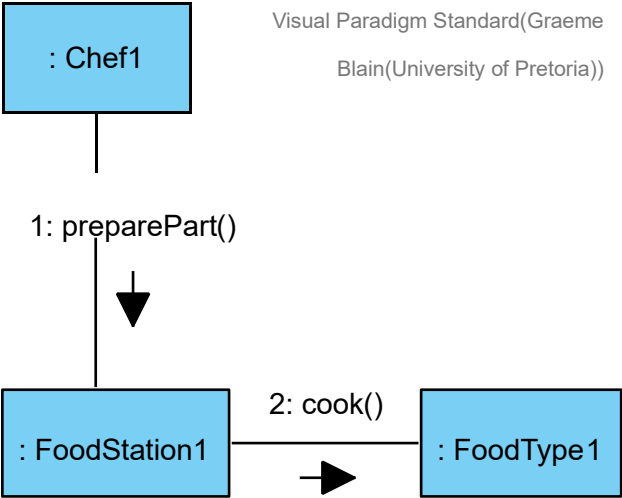 Visual Paradigm Standard(Graeme
Blain(University of Pretoria))
: Chef1
1: preparePart()
2: cook()
: FoodStation1
: FoodType1